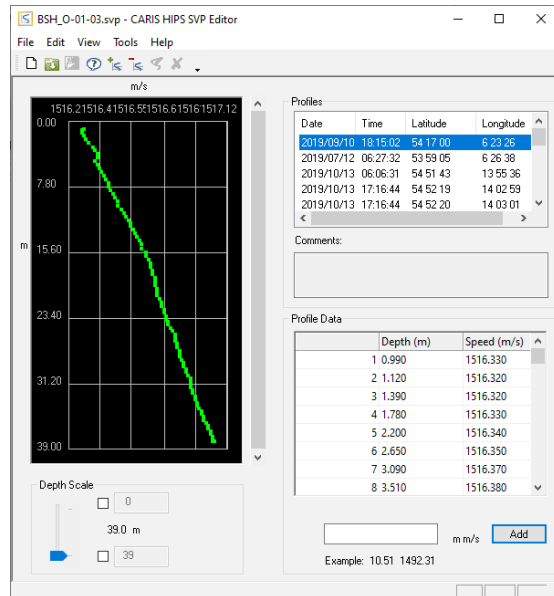 BSH_O-01-03.svp - CARIS HIPS SVP Editor
File Edit View Tools Help
m/s
1516.21516.41516.551516.61516 1517.12
0.00
7.80
m 15.60
23.40
31.20
39.00
Depth Scale
0
39.0 m
39
Profiles
Date Time Latitude Longitude
2019/09/10 18:15:02 54 17 00 6 23 26
2019/07/12 06:27:32 53 59 05 6 26 38
2019/10/13 06:06:31 54 51 43 13 55 36
2019/10/13 17:16:44 54 52 19 14 02 59
2019/10/13 17:16:44 54 52 20 14 03 01
Comments:
Profile Data
Depth (m) Speed (m/s)
1 0.990 1516.330
2 1.120 1516.320
3 1.390 1516.320
4 1.780 1516.330
5 2.200 1516.340
6 2.650 1516.350
7 3.090 1516.370
8 3.510 1516.380
m m/s Add
Example: 10.51 1492.31